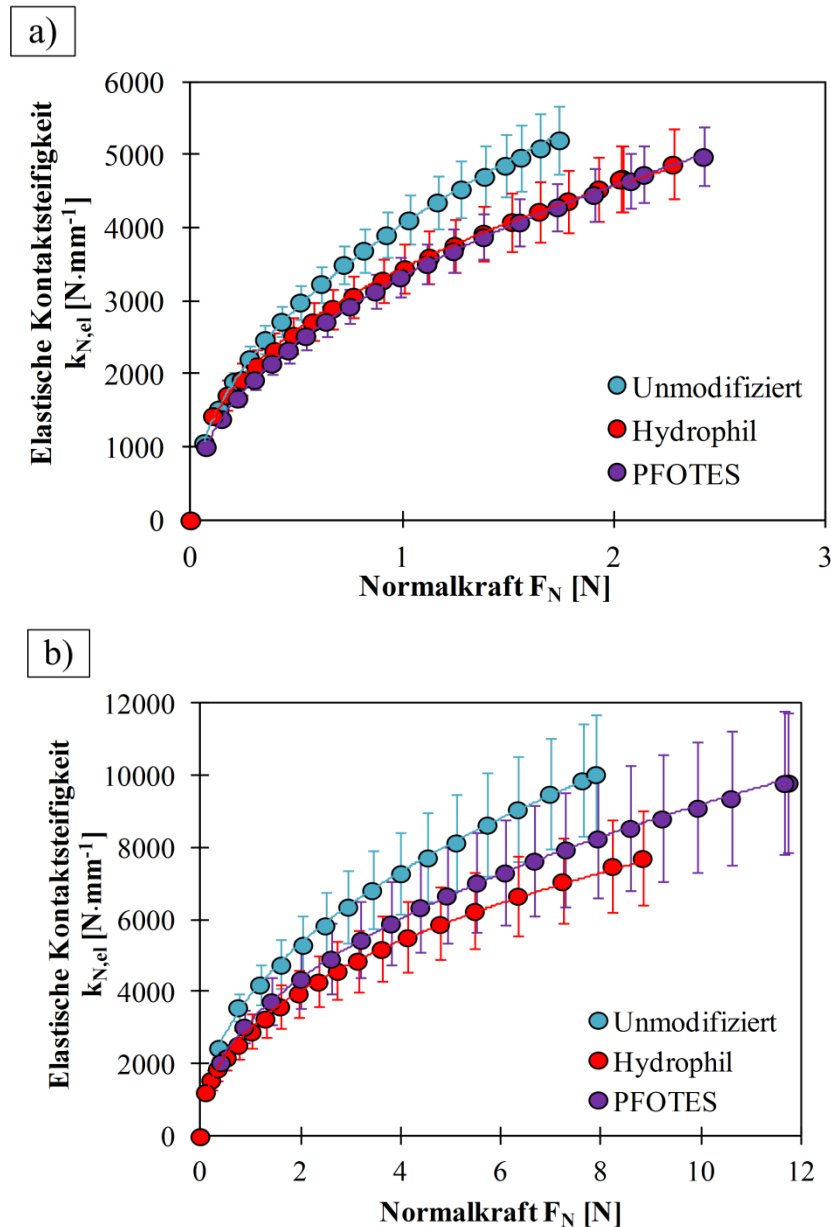 a)
Elastische Kontaktsteifigkeit
k_N,el [N·mm⁻¹]
6000
5000
4000
3000
2000
1000
0
Unmodifiziert
Hydrophil
PFOTES
0 1 2 3
Normalkraft F_N [N]
b)
Elastische Kontaktsteifigkeit
k_N,el [N·mm⁻¹]
12000
10000
8000
6000
4000
2000
0
Unmodifiziert
Hydrophil
PFOTES
0 2 4 6 8 10 12
Normalkraft F_N [N]